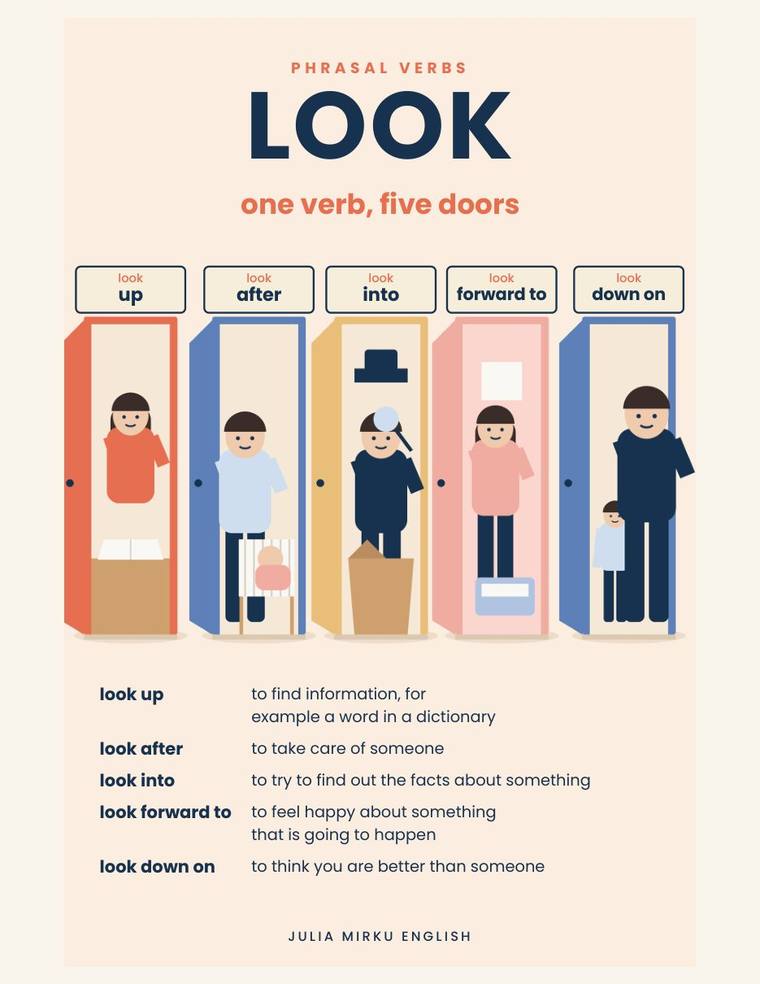 PHRASAL VERBS
LOOK
one verb, five doors
look
up
look
after
look
into
look
forward to
look
down on
look up
to find information, for
example a word in a dictionary
look after
to take care of someone
look into
to try to find out the facts about something
look forward to
to feel happy about something
that is going to happen
look down on
to think you are better than someone
JULIA MIRKU ENGLISH